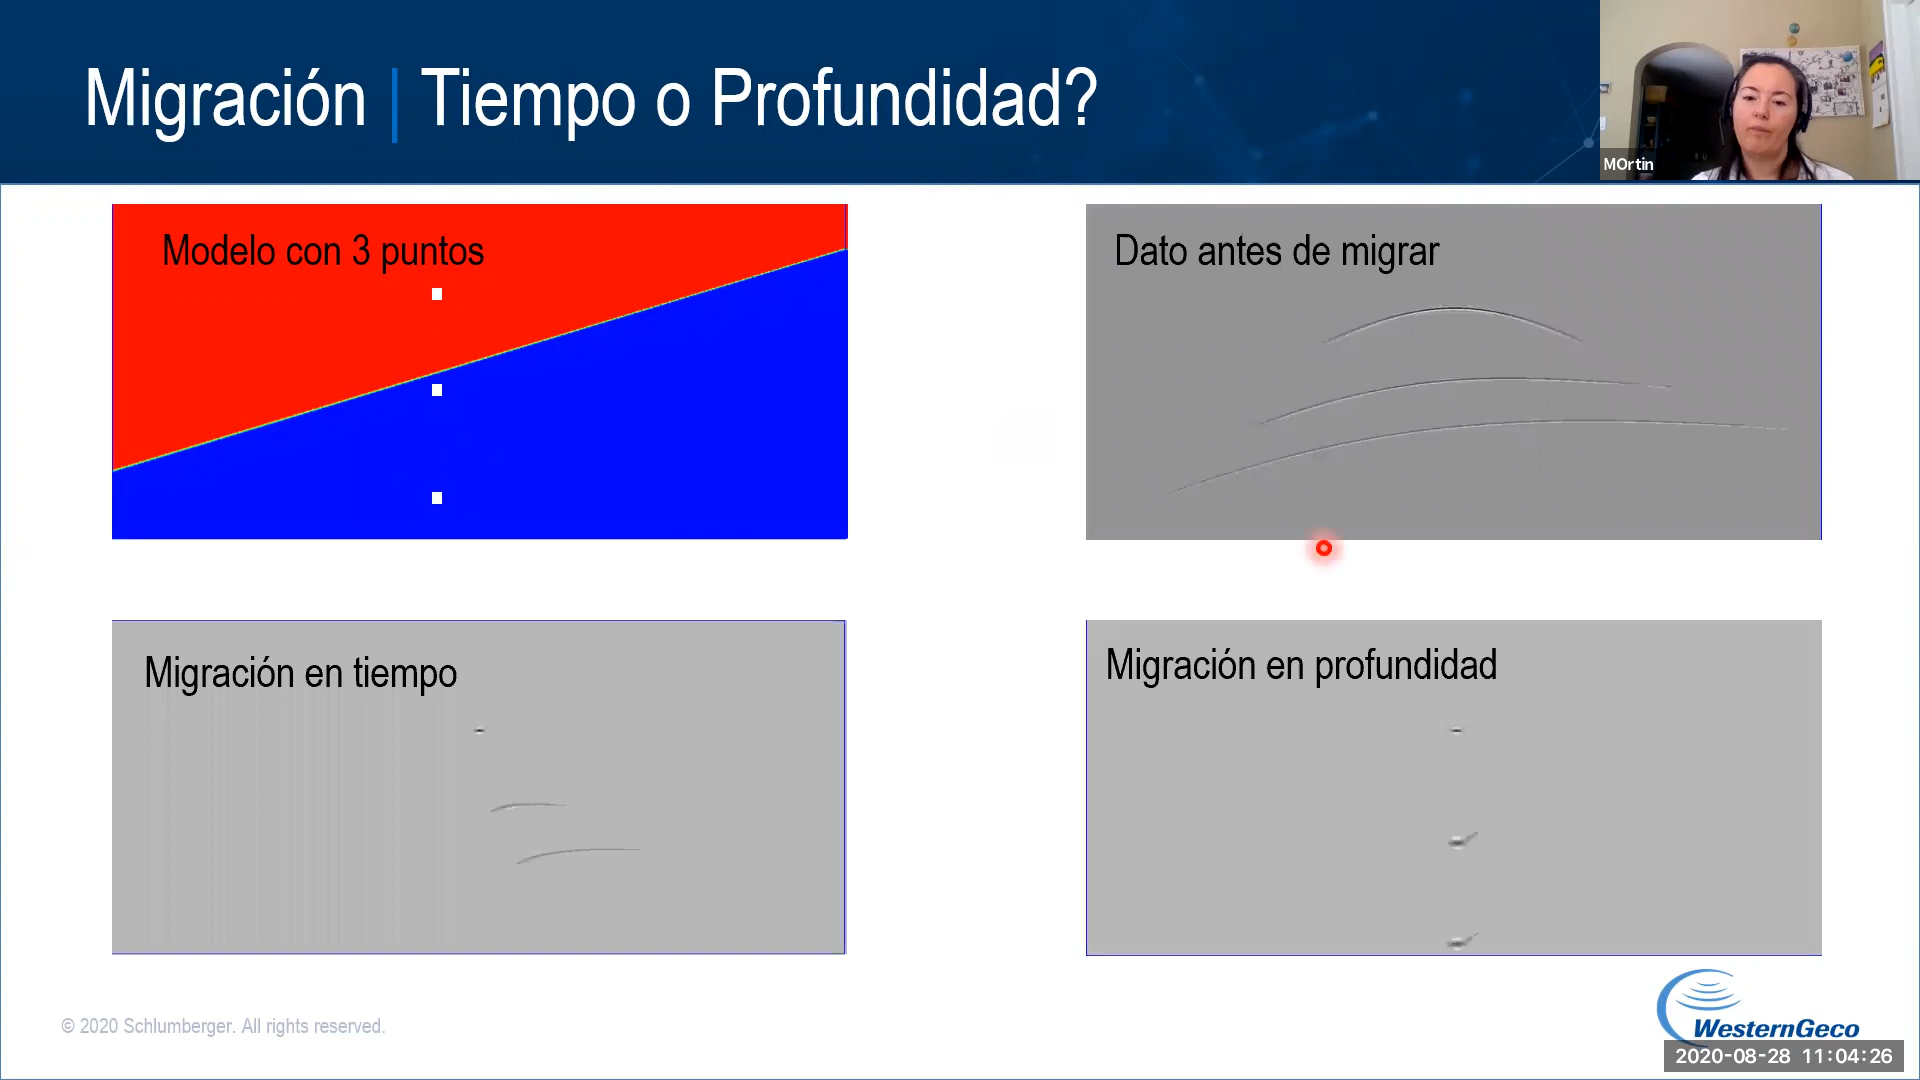 Migración | Tiempo o Profundidad?
MOrtin
Modelo con 3 puntos
Dato antes de migrar
Migración en tiempo
Migración en profundidad
© 2020 Schlumberger. All rights reserved.
WesternGeco
2020-08-28 11:04:26